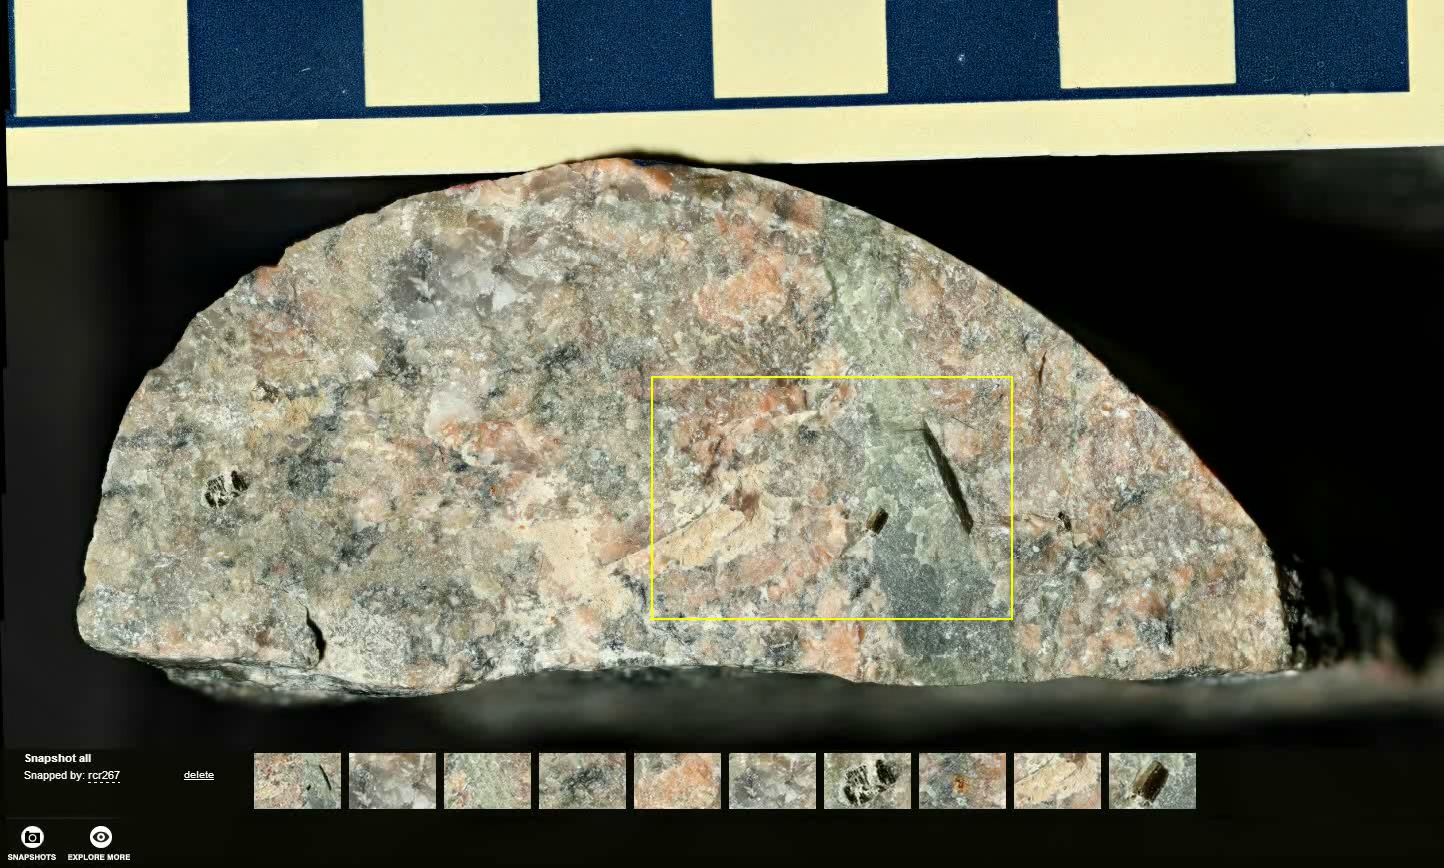 Snapshot all
Snapped by: rcr267
delete
SNAPSHOTS
EXPLORE MORE